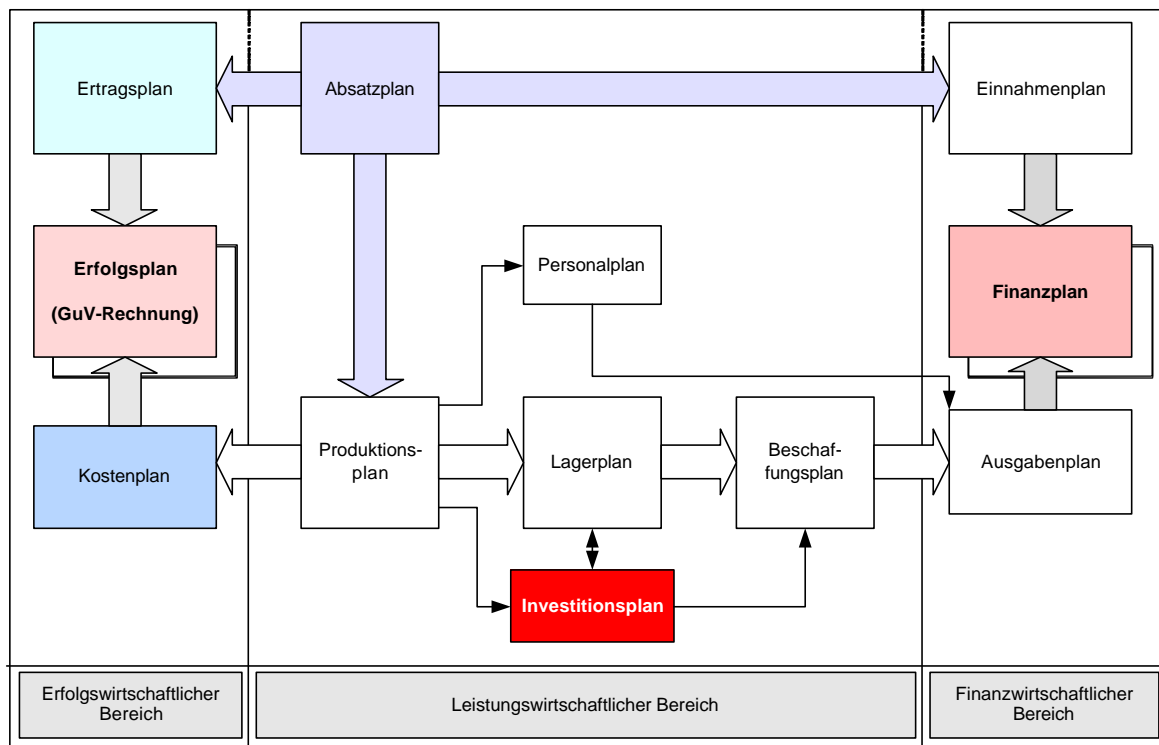 Ertragsplan
Absatzplan
Einnahmenplan
Erfolgsplan
(GuV-Rechnung)
Personalplan
Finanzplan
Kostenplan
Produktions-
plan
Lagerplan
Beschaf-
fungsplan
Ausgabenplan
Investitionsplan
Erfolgswirtschaftlicher
Bereich
Leistungswirtschaftlicher Bereich
Finanzwirtschaftlicher
Bereich